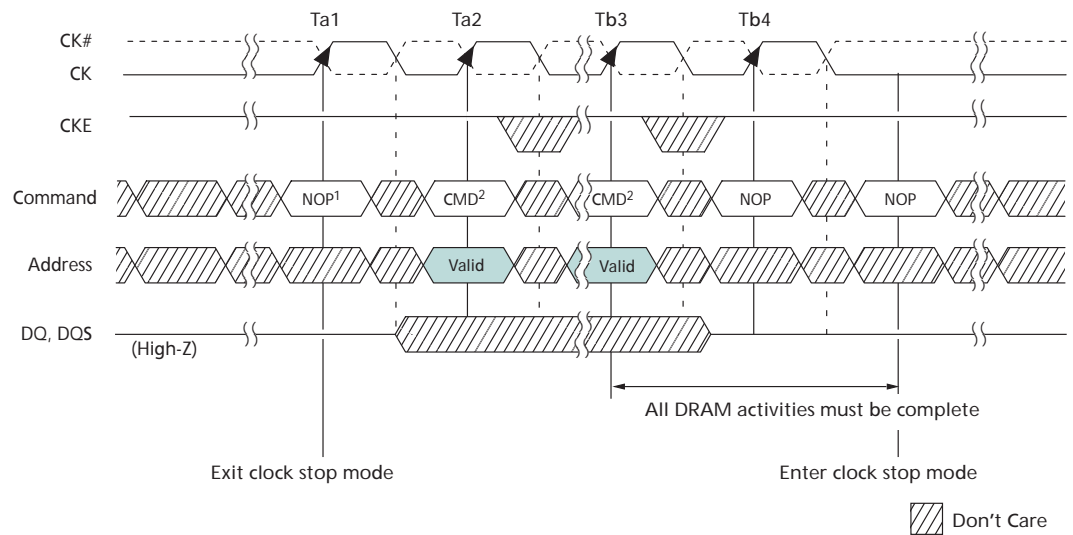 Ta1 Ta2 Tb3 Tb4
CK#
CK
CKE
Command NOP1 CMD2 CMD2 NOP NOP
Address Valid Valid
DQ, DQS
(High-Z)
All DRAM activities must be complete
Exit clock stop mode Enter clock stop mode
Don't Care